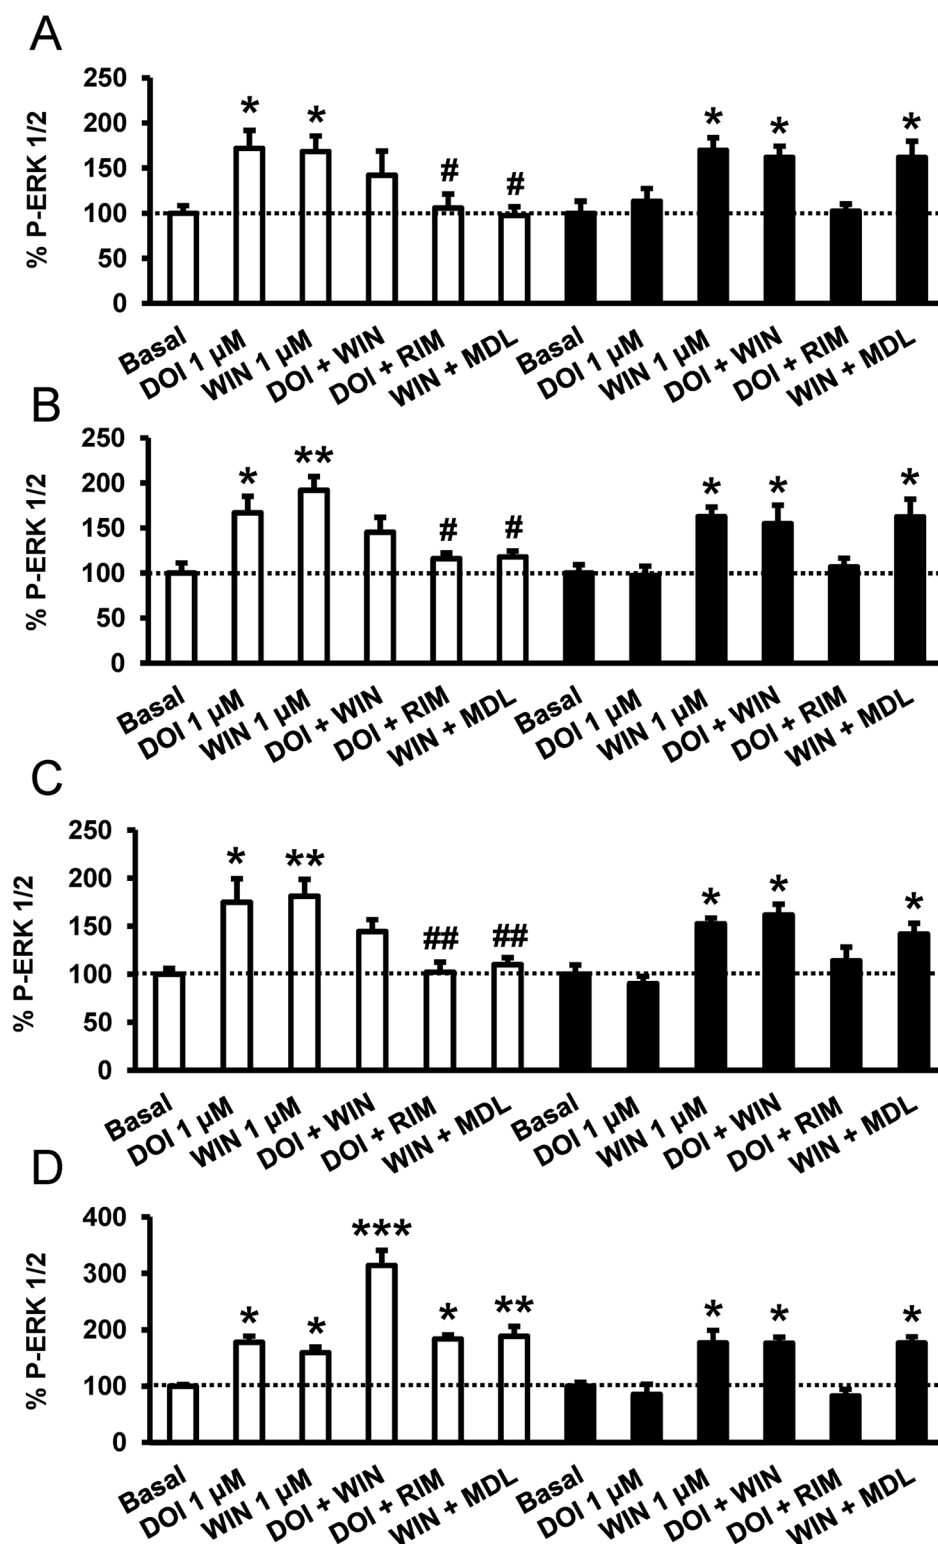 A
% P-ERK 1/2
250
200
150
100
50
0
* * # # * * *
Basal
DOI 1 µM
WIN 1 µM
DOI + WIN
DOI + RIM
WIN + MDL
Basal
DOI 1 µM
WIN 1 µM
DOI + WIN
DOI + RIM
WIN + MDL
B
% P-ERK 1/2
250
200
150
100
50
0
* ** # # * * *
Basal
DOI 1 µM
WIN 1 µM
DOI + WIN
DOI + RIM
WIN + MDL
Basal
DOI 1 µM
WIN 1 µM
DOI + WIN
DOI + RIM
WIN + MDL
C
% P-ERK 1/2
250
200
150
100
50
0
* ** ## ## * * *
Basal
DOI 1 µM
WIN 1 µM
DOI + WIN
DOI + RIM
WIN + MDL
Basal
DOI 1 µM
WIN 1 µM
DOI + WIN
DOI + RIM
WIN + MDL
D
% P-ERK 1/2
400
300
200
100
0
* * *** * ** * * *
Basal
DOI 1 µM
WIN 1 µM
DOI + WIN
DOI + RIM
WIN + MDL
Basal
DOI 1 µM
WIN 1 µM
DOI + WIN
DOI + RIM
WIN + MDL